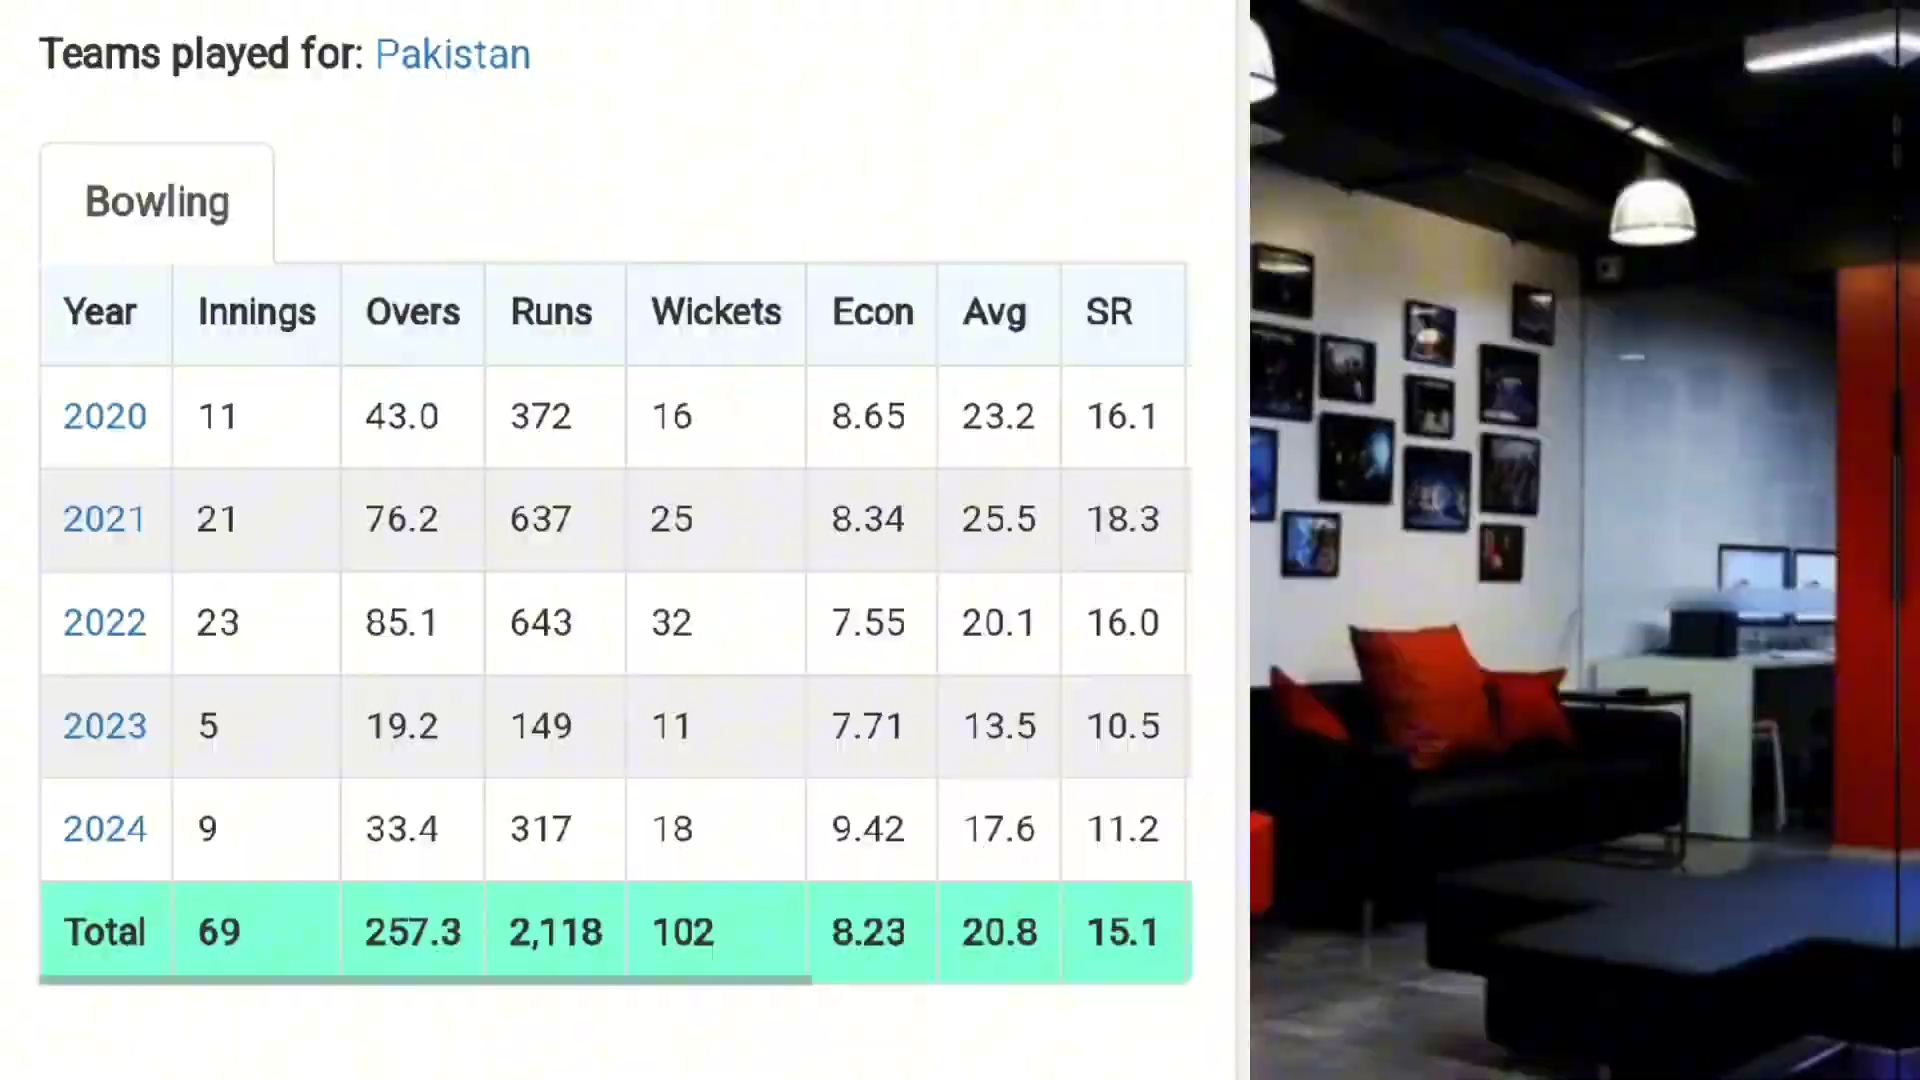 Teams played for: Pakistan
Bowling
Year Innings Overs Runs Wickets Econ Avg SR
2020 11 43.0 372 16 8.65 23.2 16.1
2021 21 76.2 637 25 8.34 25.5 18.3
2022 23 85.1 643 32 7.55 20.1 16.0
2023 5 19.2 149 11 7.71 13.5 10.5
2024 9 33.4 317 18 9.42 17.6 11.2
Total 69 257.3 2,118 102 8.23 20.8 15.1